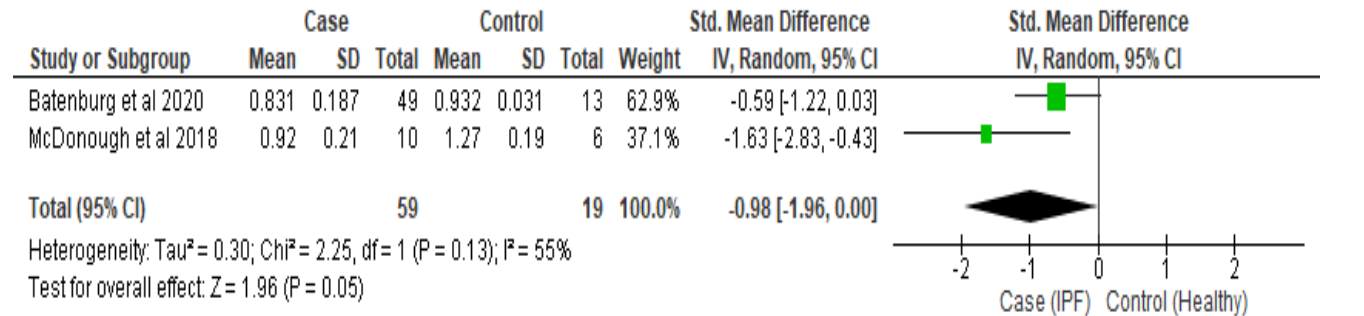 Case Control Std. Mean Difference Std. Mean Difference
Study or Subgroup Mean SD Total Mean SD Total Weight IV, Random, 95% CI IV, Random, 95% CI
Batenburg et al 2020 0.831 0.187 49 0.932 0.031 13 62.9% -0.59 [-1.22, 0.03]
McDonough et al 2018 0.92 0.21 10 1.27 0.19 6 37.1% -1.63 [-2.83, -0.43]
Total (95% CI) 59 19 100.0% -0.98 [-1.96, 0.00]
Heterogeneity: Tau² = 0.30; Chi² = 2.25, df = 1 (P = 0.13); I² = 55%
Test for overall effect: Z = 1.96 (P = 0.05)
-2 -1 0 1 2
Case (IPF) Control (Healthy)